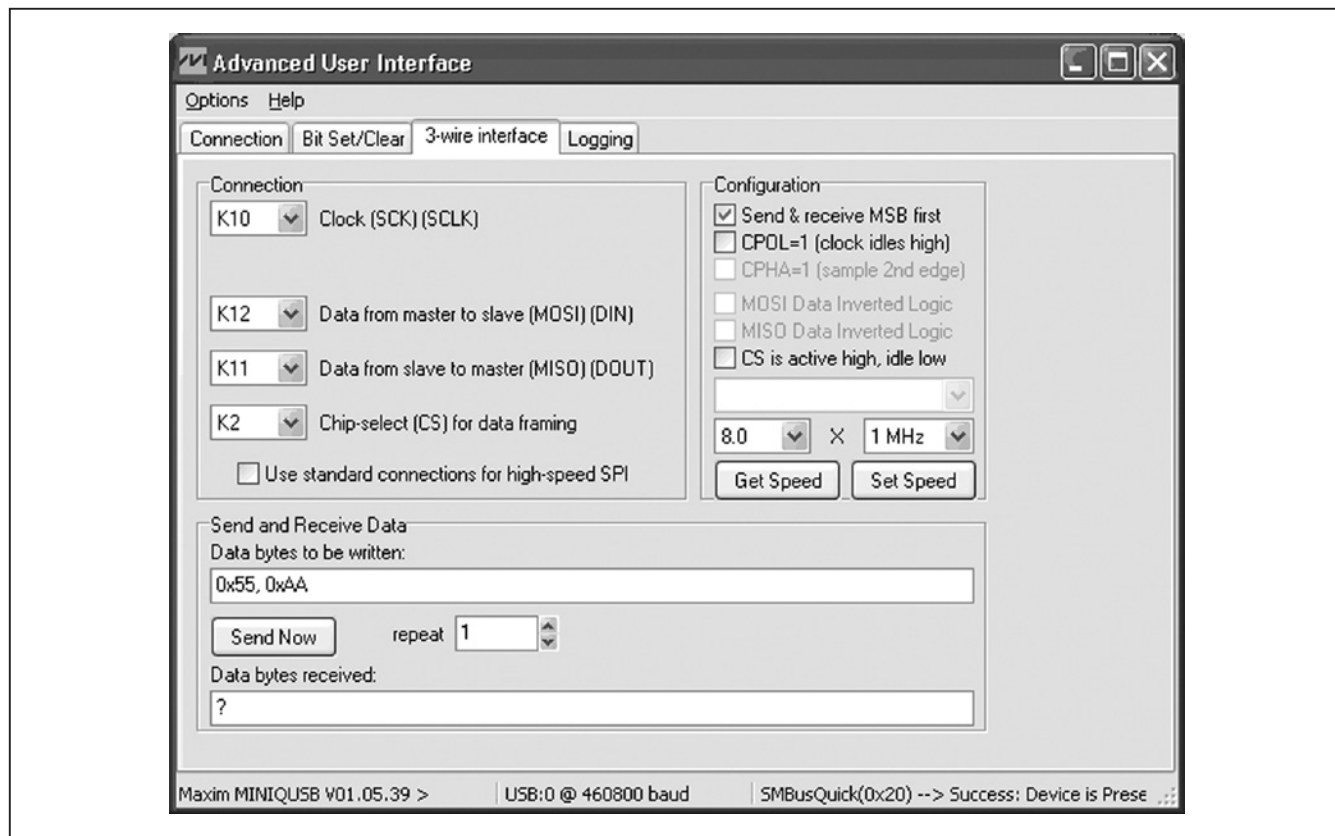 Advanced User Interface
Options Help
Connection Bit Set/Clear 3-wire interface Logging
Connection
K10 Clock (SCK) (SCLK)
K12 Data from master to slave (MOSI) (DIN)
K11 Data from slave to master (MISO) (DOUT)
K2 Chip-select (CS) for data framing
Use standard connections for high-speed SPI
Configuration
Send & receive MSB first
CPOL=1 (clock idles high)
CPHA=1 (sample 2nd edge)
MOSI Data Inverted Logic
MISO Data Inverted Logic
CS is active high, idle low
8.0 X 1 MHz
Get Speed Set Speed
Send and Receive Data
Data bytes to be written:
0x55, 0xAA
Send Now repeat 1
Data bytes received:
?
Maxim MINIQUSB V01.05.39 > USB:0 @ 460800 baud SMBusQuick(0x20) --> Success: Device is Prese